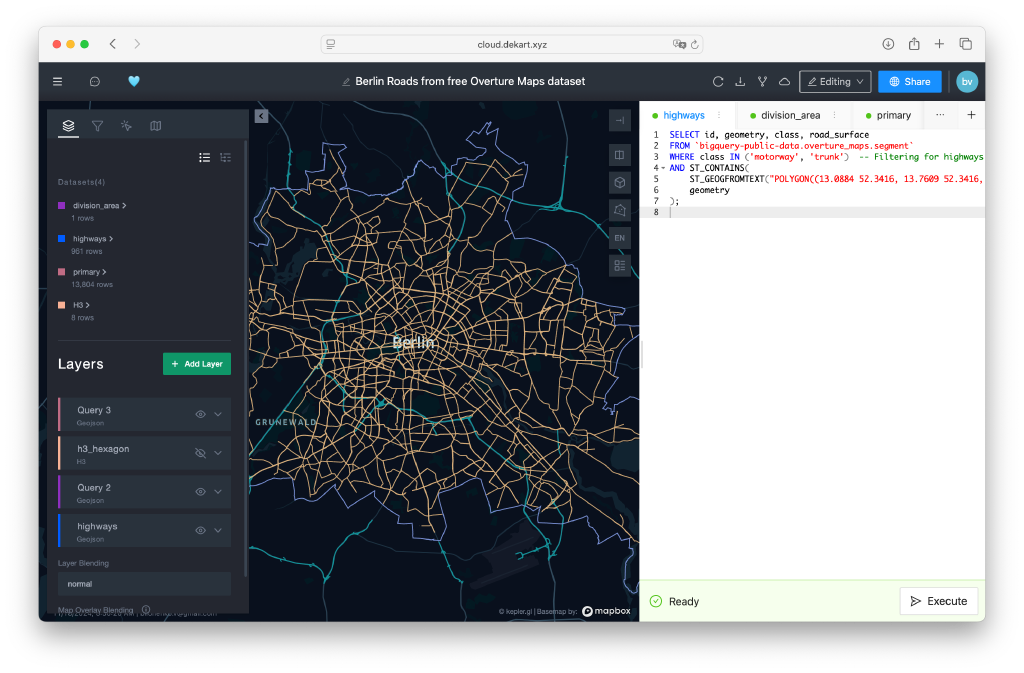 cloud.dekart.xyz
Berlin Roads from free Overture Maps dataset
Editing
Share
bv
Datasets(4)
division_area
1 rows
highways
961 rows
primary
13,804 rows
H3
8 rows
Layers
+ Add Layer
Query 3
Geojson
h3_hexagon
H3
Query 2
Geojson
highways
Geojson
Layer Blending
normal
Map Overlay Blending
EN
Berlin
GRUNEWALD
© kepler.gl | Basemap by:
mapbox
highways
division_area
primary
1 SELECT id, geometry, class, road_surface
2 FROM `bigquery-public-data.overture_maps.segment`
3 WHERE class IN ('motorway', 'trunk') -- Filtering for highways
4 AND ST_CONTAINS(
5 ST_GEOGFROMTEXT("POLYGON((13.0884 52.3416, 13.7609 52.3416,
6 geometry
7 );
8
Ready
Execute